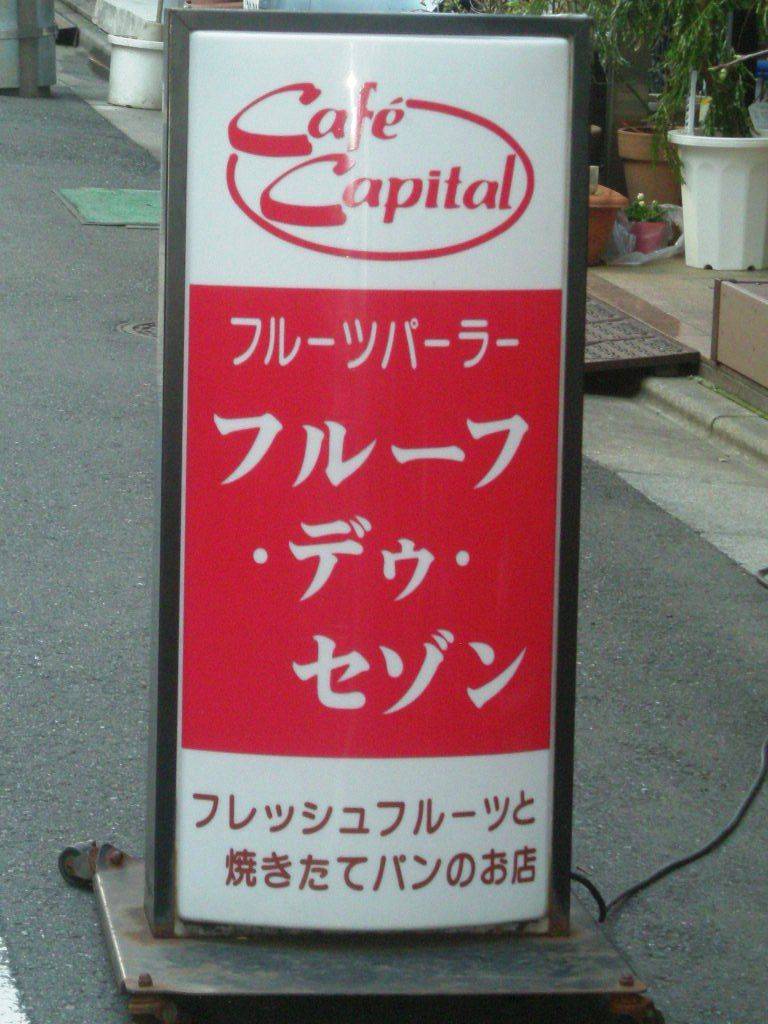 Café
Capital
フルーツパーラー
フルーフ
・デゥ・
セゾン
フレッシュフルーツと
焼きたてパンのお店